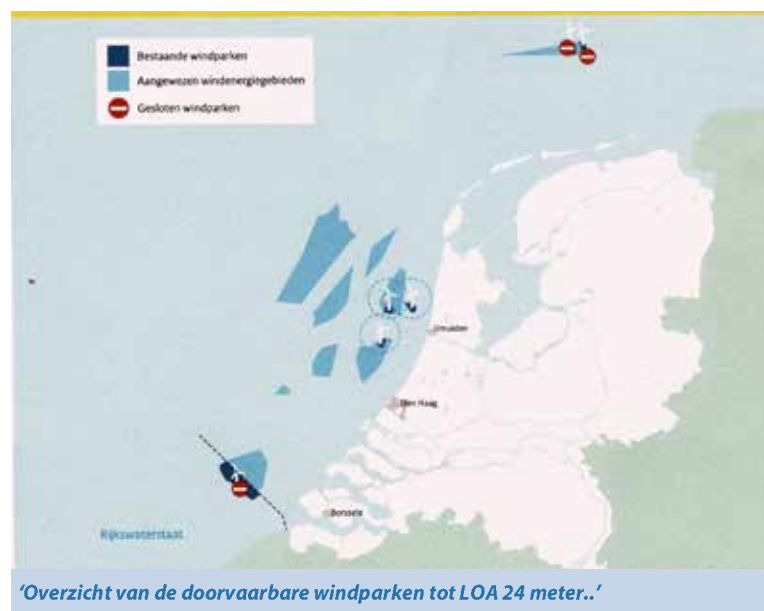 Bestaande windparken
Aangewezen windenergiegebieden
Gesloten windparken
IJmuiden
Den Haag
Borssele
Rijkswaterstaat
‘Overzicht van de doorvaarbare windparken tot LOA 24 meter..’